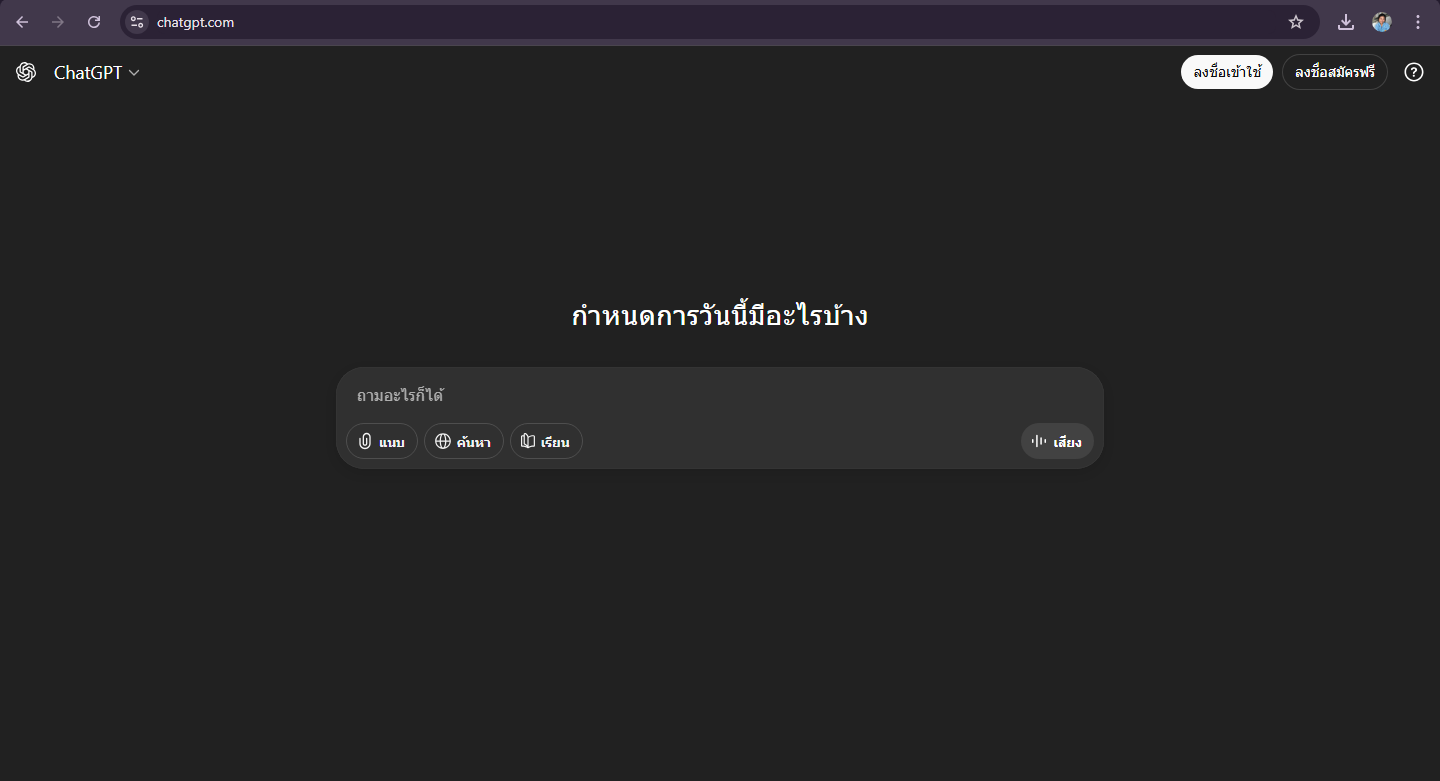 chatgpt.com
ChatGPT
ลงชื่อเข้าใช้
ลงชื่อสมัครฟรี
กำหนดการวันนี้มีอะไรบ้าง
ถามอะไรก็ได้
แนบ ค้นหา เรียน เสียง